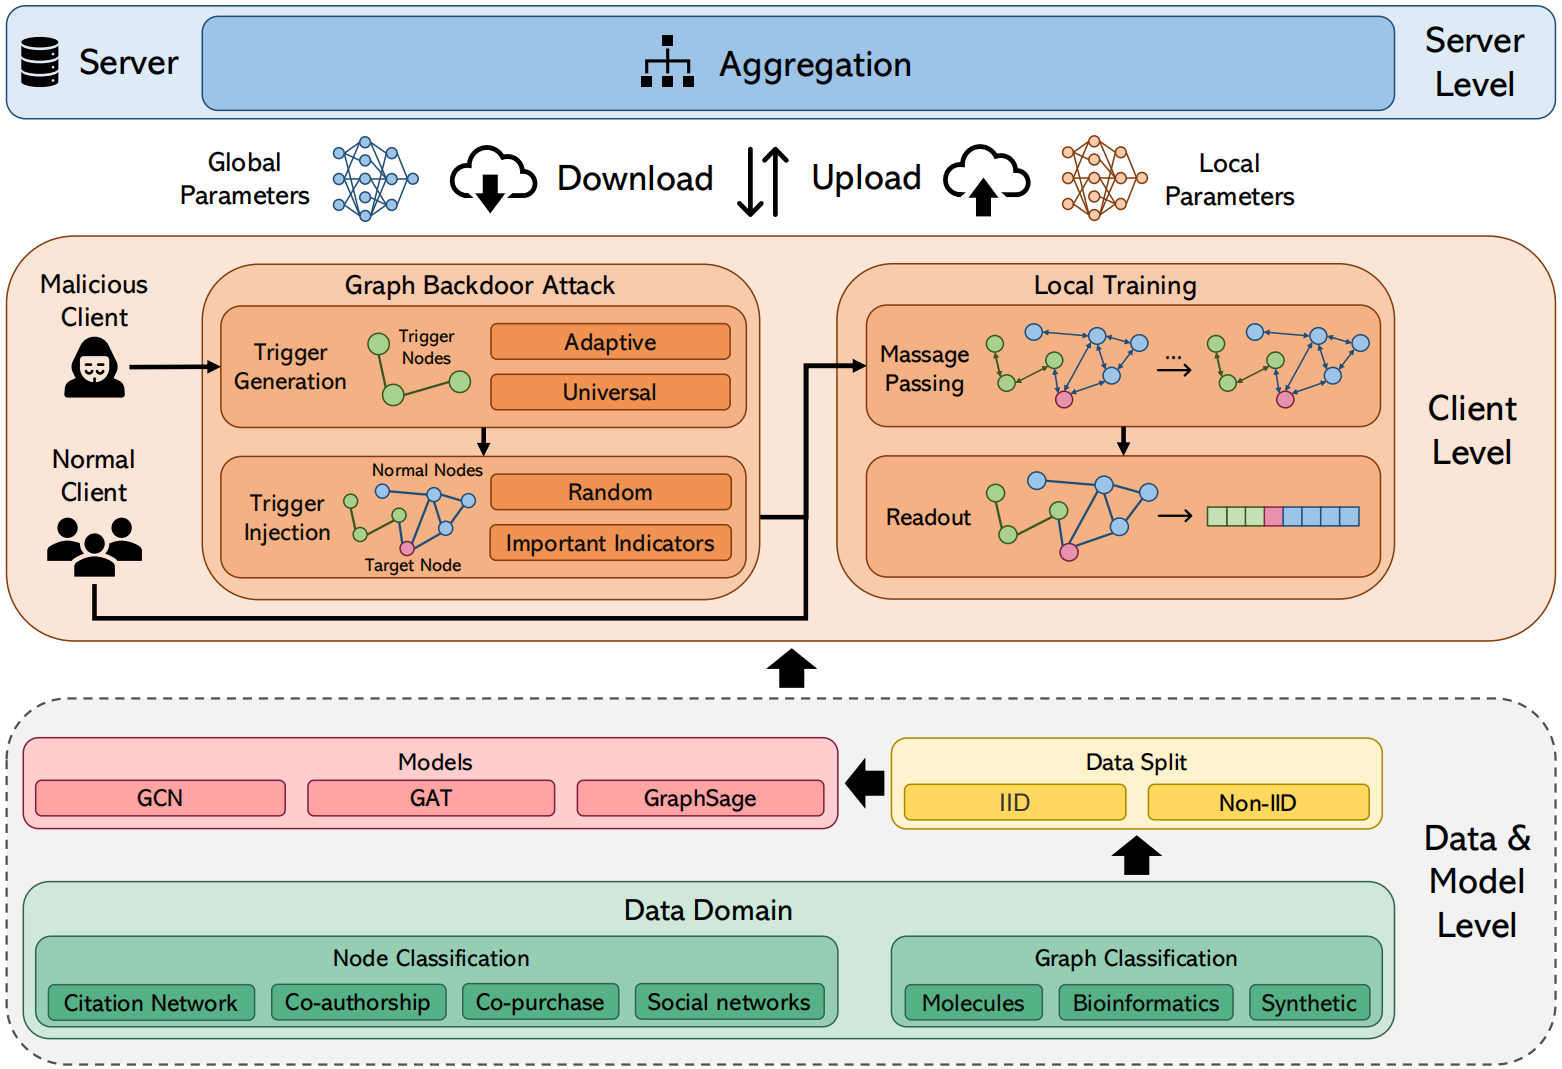 Server
Aggregation
Server
Level
Global
Parameters
Download
Upload
Local
Parameters
Malicious
Client
Graph Backdoor Attack
Trigger
Generation
Trigger
Nodes
Adaptive
Universal
Normal
Client
Trigger
Injection
Normal Nodes
Target Node
Random
Important Indicators
Local Training
Massage
Passing
...
Readout
Client
Level
Models
GCN
GAT
GraphSage
Data Split
IID
Non-IID
Data &
Model
Level
Data Domain
Node Classification
Citation Network
Co-authorship
Co-purchase
Social networks
Graph Classification
Molecules
Bioinformatics
Synthetic